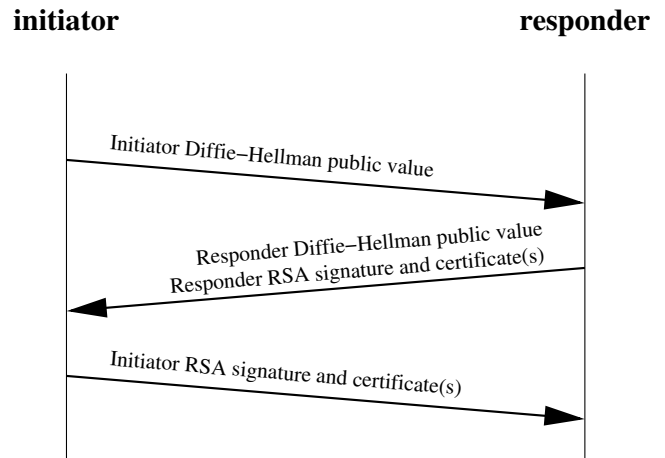 initiator
responder
Initiator Diffie−Hellman public value
Responder Diffie−Hellman public value
Responder RSA signature and certificate(s)
Initiator RSA signature and certificate(s)